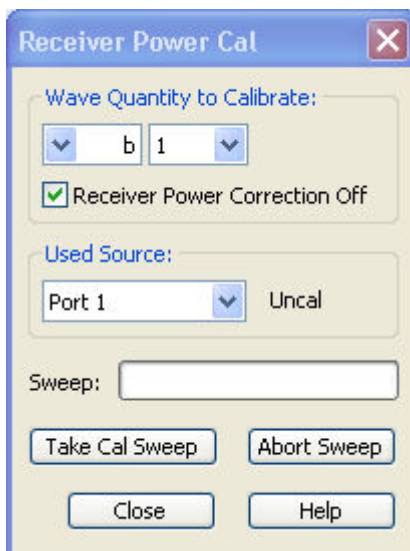 Receiver Power Cal
Wave Quantity to Calibrate:
b 1
Receiver Power Correction Off
Used Source:
Port 1 Uncal
Sweep:
Take Cal Sweep Abort Sweep
Close Help